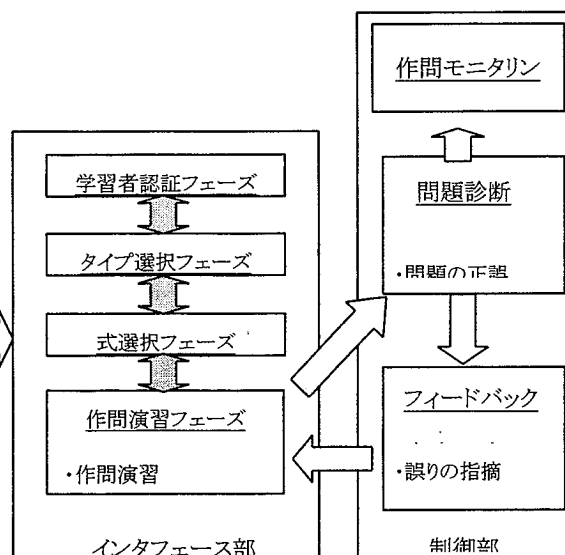 作問モニタリン
学習者認証フェーズ
問題診断
・問題の正誤
タイプ選択フェーズ
式選択フェーズ
作問演習フェーズ
・作問演習
フィードバック
・誤りの指摘
インタフェース部
制御部